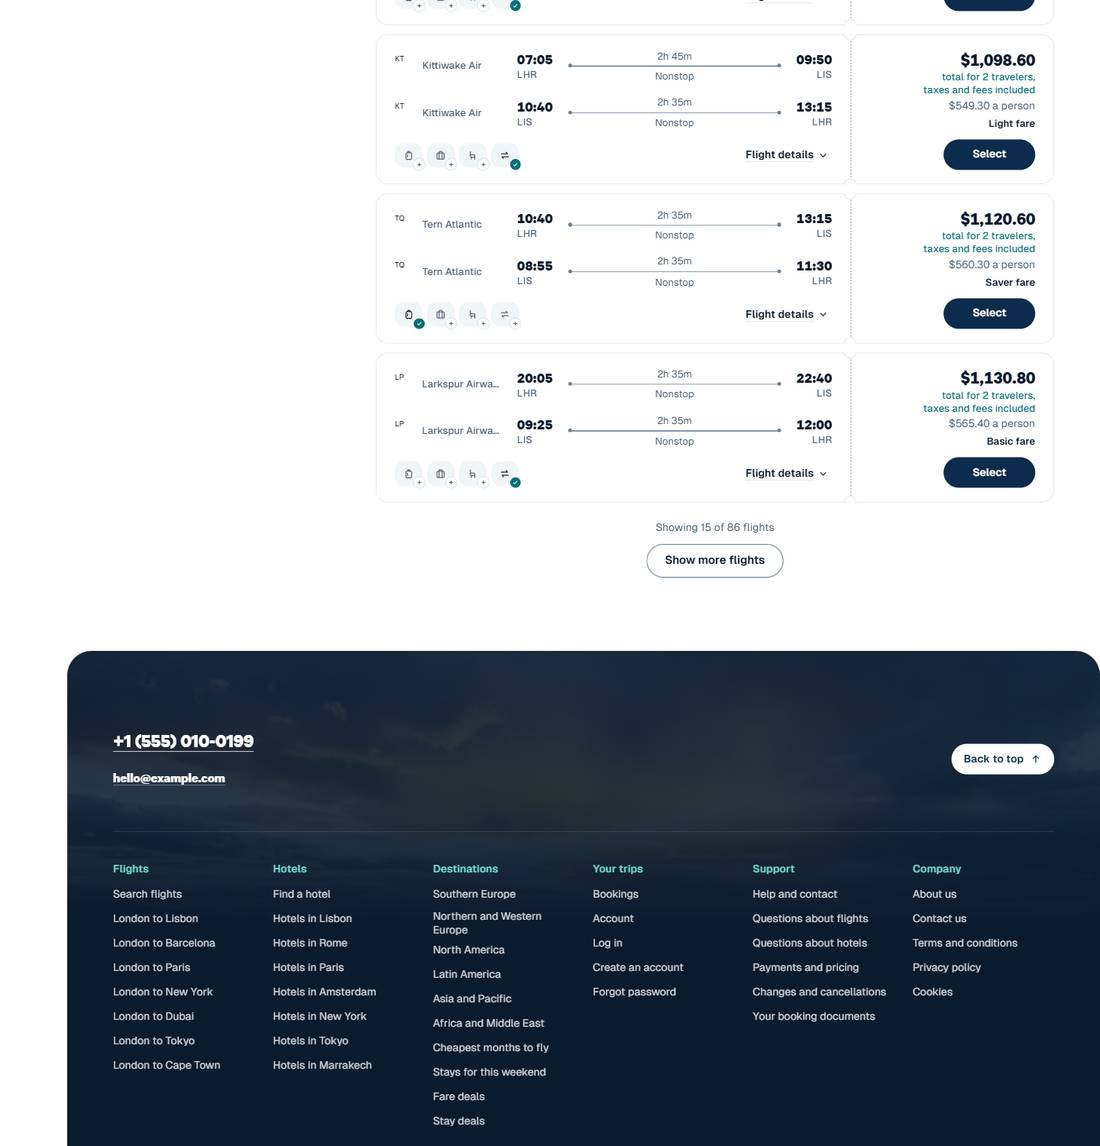 KT
Kittiwake Air
07:05
LHR
2h 45m
Nonstop
09:50
LIS
KT
Kittiwake Air
10:40
LIS
2h 35m
Nonstop
13:15
LHR
Flight details
$1,098.60
total for 2 travelers,
taxes and fees included
$549.30 a person
Light fare
Select
TQ
Tern Atlantic
10:40
LHR
2h 35m
Nonstop
13:15
LIS
TQ
Tern Atlantic
08:55
LIS
2h 35m
Nonstop
11:30
LHR
Flight details
$1,120.60
total for 2 travelers,
taxes and fees included
$560.30 a person
Saver fare
Select
LP
Larkspur Airwa...
20:05
LHR
2h 35m
Nonstop
22:40
LIS
LP
Larkspur Airwa...
09:25
LIS
2h 35m
Nonstop
12:00
LHR
Flight details
$1,130.80
total for 2 travelers,
taxes and fees included
$565.40 a person
Basic fare
Select
Showing 15 of 86 flights
Show more flights
+1 (555) 010-0199
hello@example.com
Back to top
Flights
Search flights
London to Lisbon
London to Barcelona
London to Paris
London to New York
London to Dubai
London to Tokyo
London to Cape Town
Hotels
Find a hotel
Hotels in Lisbon
Hotels in Rome
Hotels in Paris
Hotels in Amsterdam
Hotels in New York
Hotels in Tokyo
Hotels in Marrakech
Destinations
Southern Europe
Northern and Western
Europe
North America
Latin America
Asia and Pacific
Africa and Middle East
Cheapest months to fly
Stays for this weekend
Fare deals
Stay deals
Your trips
Bookings
Account
Log in
Create an account
Forgot password
Support
Help and contact
Questions about flights
Questions about hotels
Payments and pricing
Changes and cancellations
Your booking documents
Company
About us
Contact us
Terms and conditions
Privacy policy
Cookies